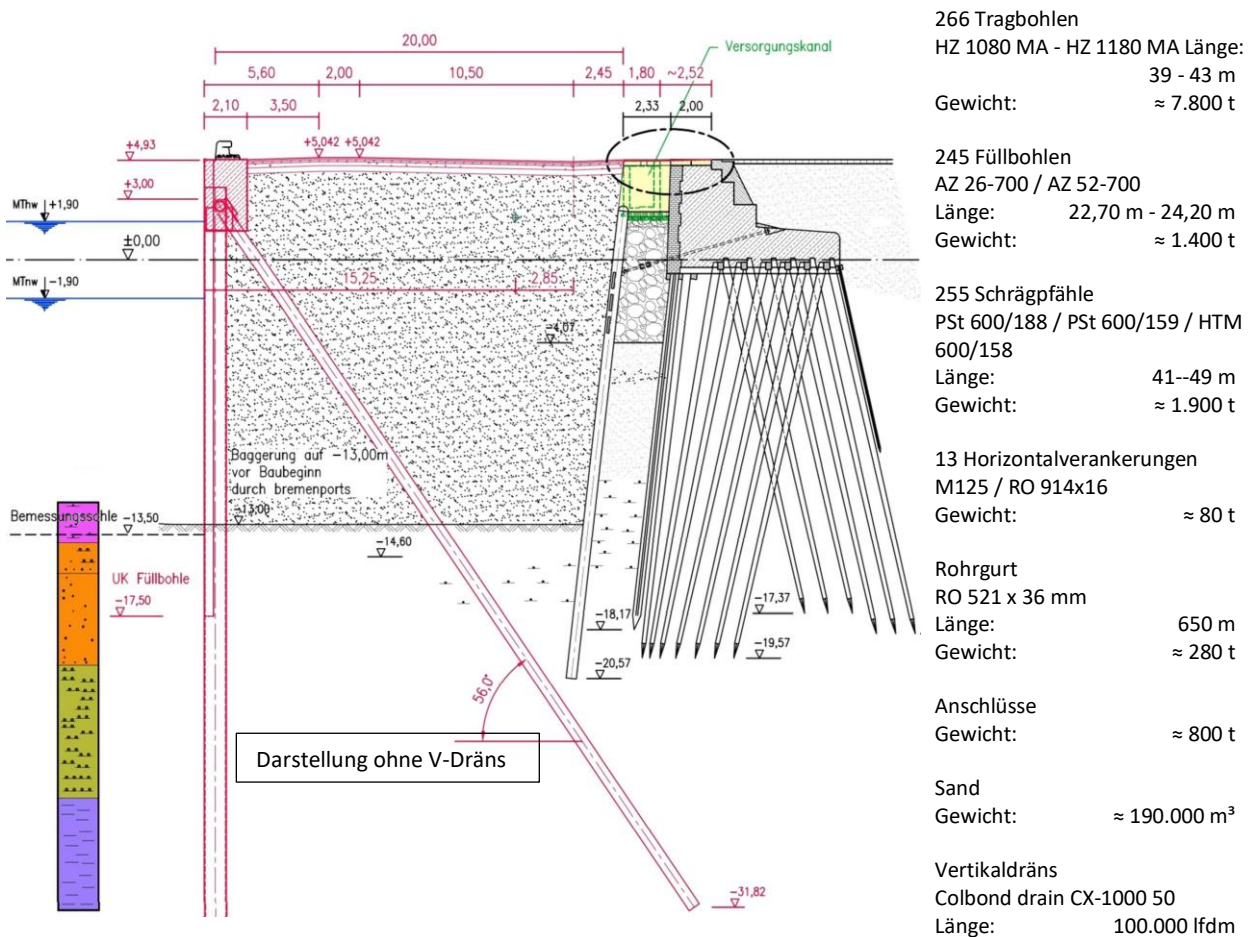 20,00
Versorgungskanal
5,60 2,00 10,50 2,45 1,80 ~2,52
2,10 3,50 2,33 2,00
+5,042 +5,042
+4,93
+3,00
MThw +1,90
±0,00
MTnw -1,90
15,25 2,85
-4,07
Baggerung auf -13,00m
vor Baubeginn
durch bremenports
-13,00
Bemessungssohle -13,50
-14,60
UK Füllbohle
-17,50
-17,37
-18,17
-19,57
-20,57
56,0°
Darstellung ohne V-Dräns
-31,82
266 Tragbohlen
HZ 1080 MA - HZ 1180 MA Länge:
39 - 43 m
Gewicht: ≈ 7.800 t
245 Füllbohlen
AZ 26-700 / AZ 52-700
Länge: 22,70 m - 24,20 m
Gewicht: ≈ 1.400 t
255 Schrägpfähle
PSt 600/188 / PSt 600/159 / HTM
600/158
Länge: 41--49 m
Gewicht: ≈ 1.900 t
13 Horizontalverankerungen
M125 / RO 914x16
Gewicht: ≈ 80 t
Rohrgurt
RO 521 x 36 mm
Länge: 650 m
Gewicht: ≈ 280 t
Anschlüsse
Gewicht: ≈ 800 t
Sand
Gewicht: ≈ 190.000 m³
Vertikaldräns
Colbond drain CX-1000 50
Länge: 100.000 lfdm